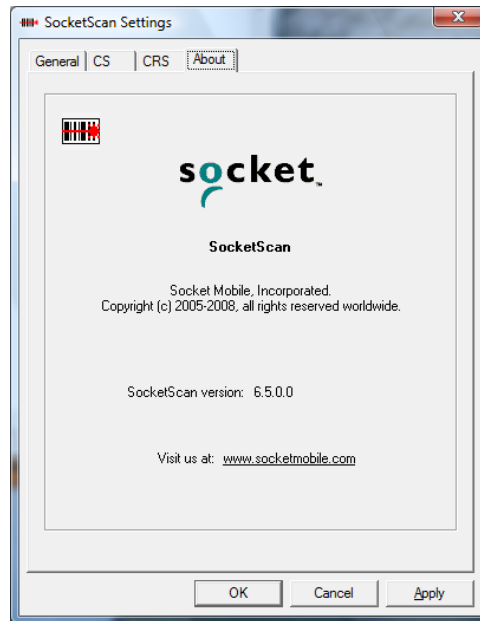 SocketScan Settings
General CS CRS About
socket™
SocketScan
Socket Mobile, Incorporated.
Copyright (c) 2005-2008, all rights reserved worldwide.
SocketScan version: 6.5.0.0
Visit us at: www.socketmobile.com
OK Cancel Apply